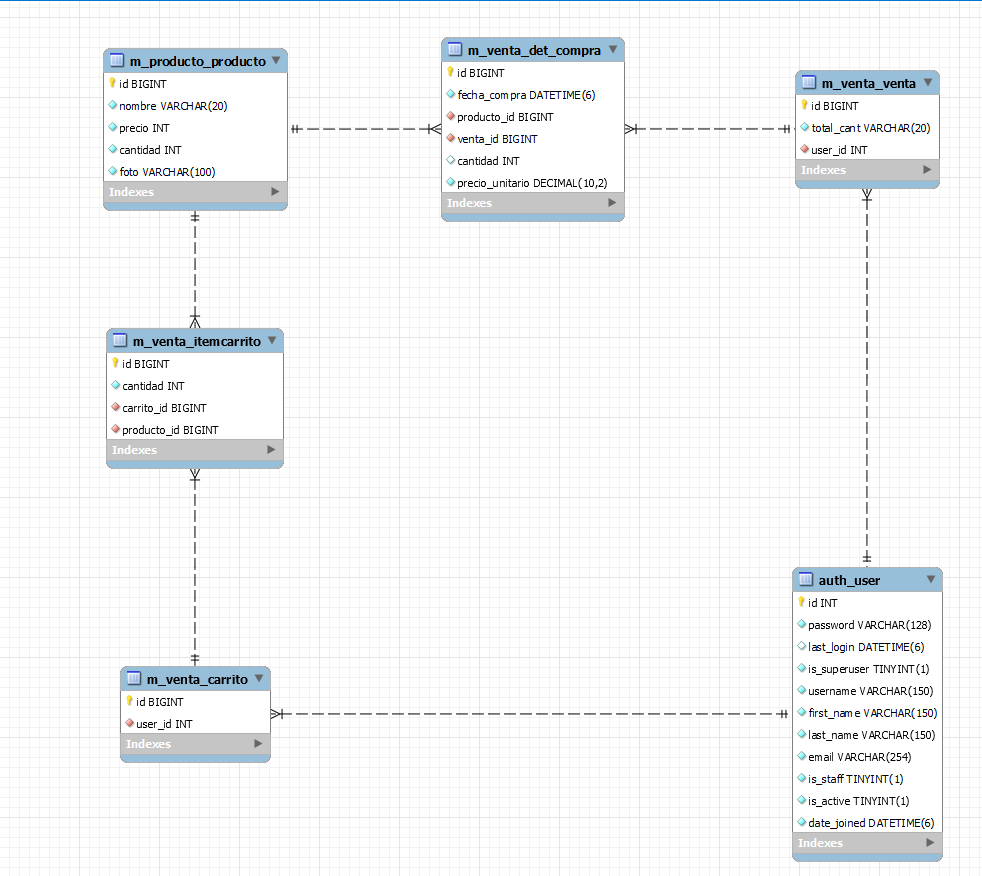 m_producto_producto
id BIGINT
nombre VARCHAR(20)
precio INT
cantidad INT
foto VARCHAR(100)
Indexes
m_venta_det_compra
id BIGINT
fecha_compra DATETIME(6)
producto_id BIGINT
venta_id BIGINT
cantidad INT
precio_unitario DECIMAL(10,2)
Indexes
m_venta_venta
id BIGINT
total_cant VARCHAR(20)
user_id INT
Indexes
m_venta_itemcarrito
id BIGINT
cantidad INT
carrito_id BIGINT
producto_id BIGINT
Indexes
m_venta_carrito
id BIGINT
user_id INT
Indexes
auth_user
id INT
password VARCHAR(128)
last_login DATETIME(6)
is_superuser TINYINT(1)
username VARCHAR(150)
first_name VARCHAR(150)
last_name VARCHAR(150)
email VARCHAR(254)
is_staff TINYINT(1)
is_active TINYINT(1)
date_joined DATETIME(6)
Indexes